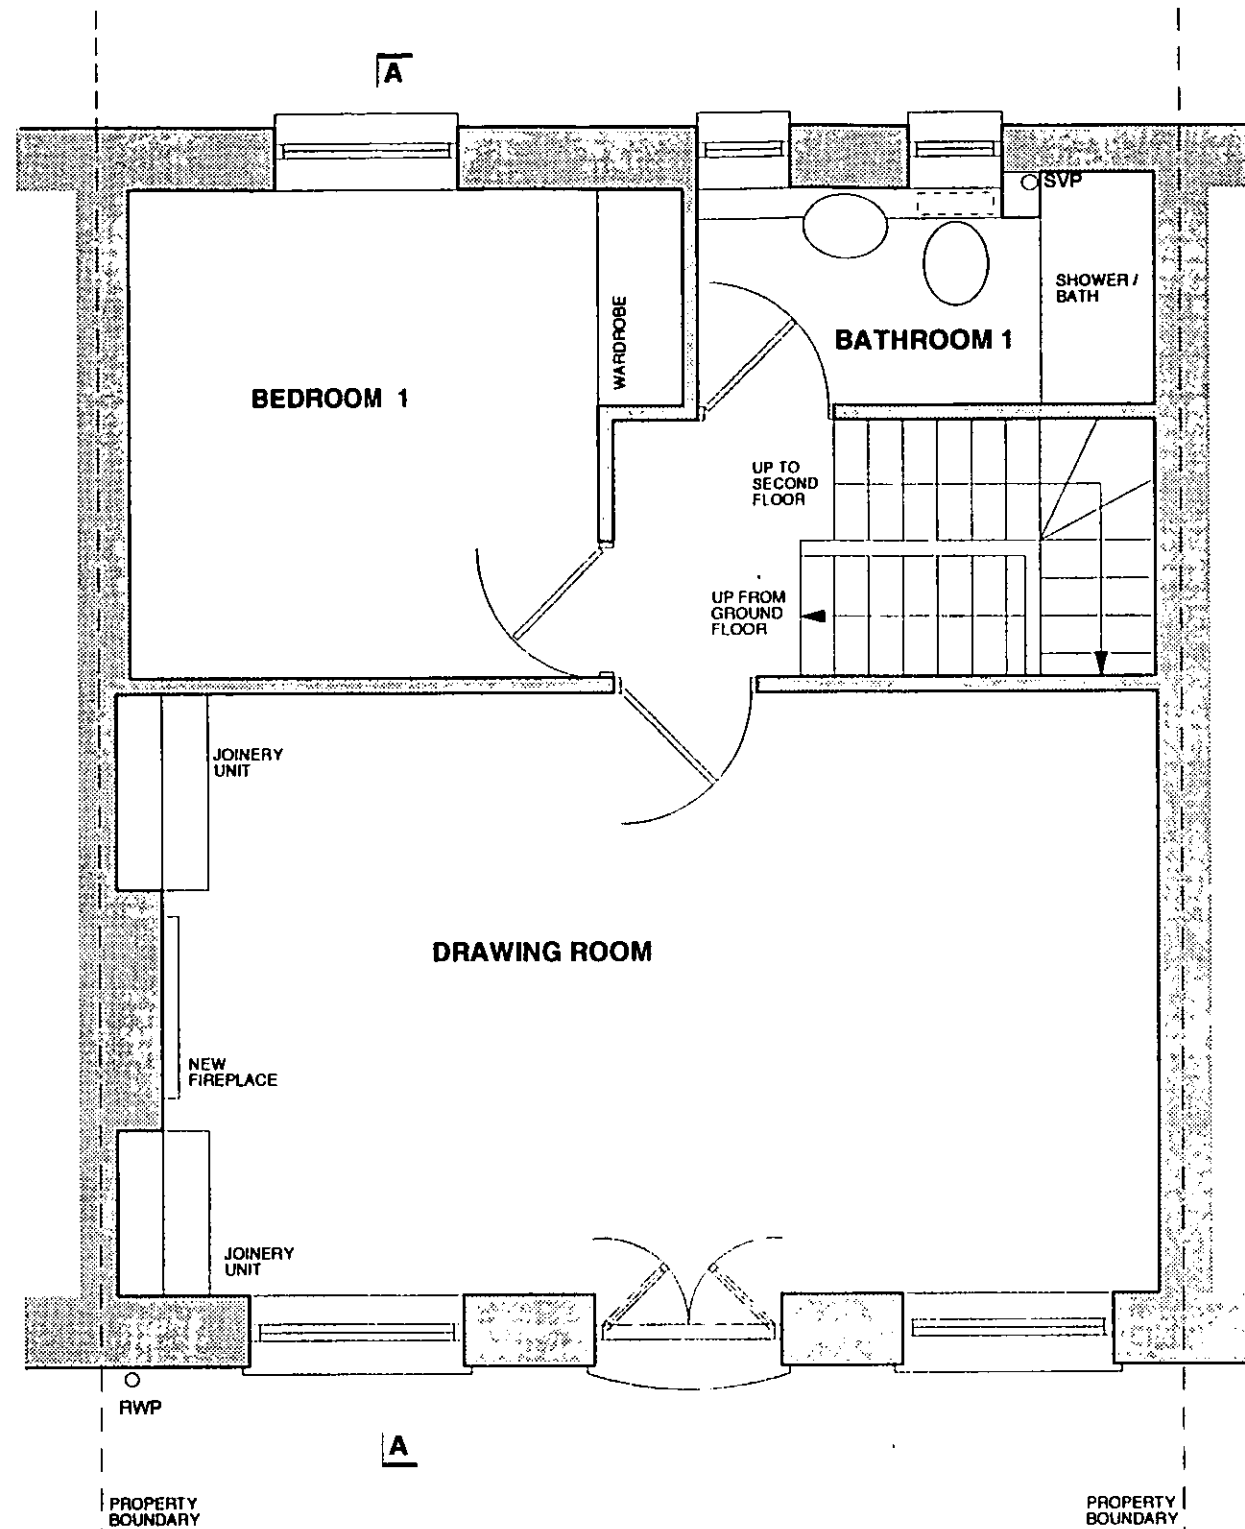 A
SVP
SHOWER /
BATH
WARDROBE
BATHROOM 1
BEDROOM 1
UP TO
SECOND
FLOOR
UP FROM
GROUND
FLOOR
JOINERY
UNIT
DRAWING ROOM
NEW
FIREPLACE
JOINERY
UNIT
RWP
A
PROPERTY
BOUNDARY
PROPERTY
BOUNDARY